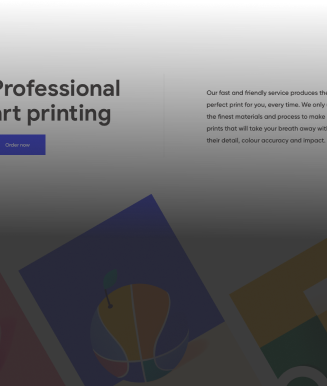 Professional
art printing
Order now
Our fast and friendly service produces the
perfect print for you, every time. We only
the finest materials and process to make
prints that will take your breath away with
their detail, colour accuracy and impact.